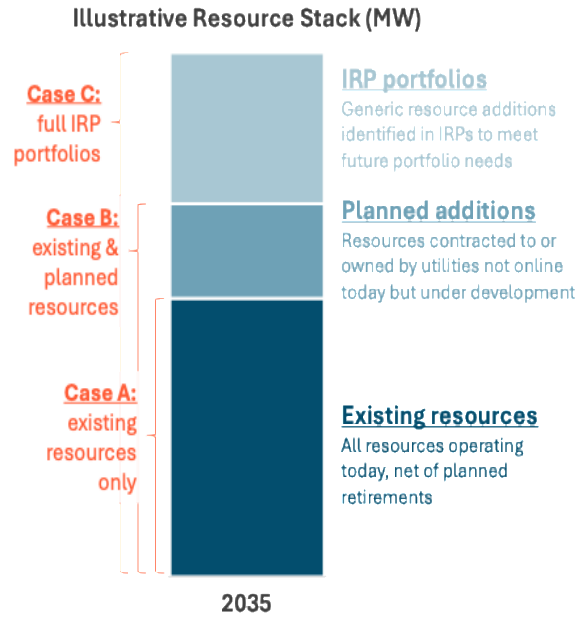 Illustrative Resource Stack (MW)
Case C:
full IRP
portfolios
IRP portfolios
Generic resource additions
identified in IRPs to meet
future portfolio needs
Case B:
existing &
planned
resources
Planned additions
Resources contracted to or
owned by utilities not online
today but under development
Case A:
existing
resources
only
Existing resources
All resources operating
today, net of planned
retirements
2035